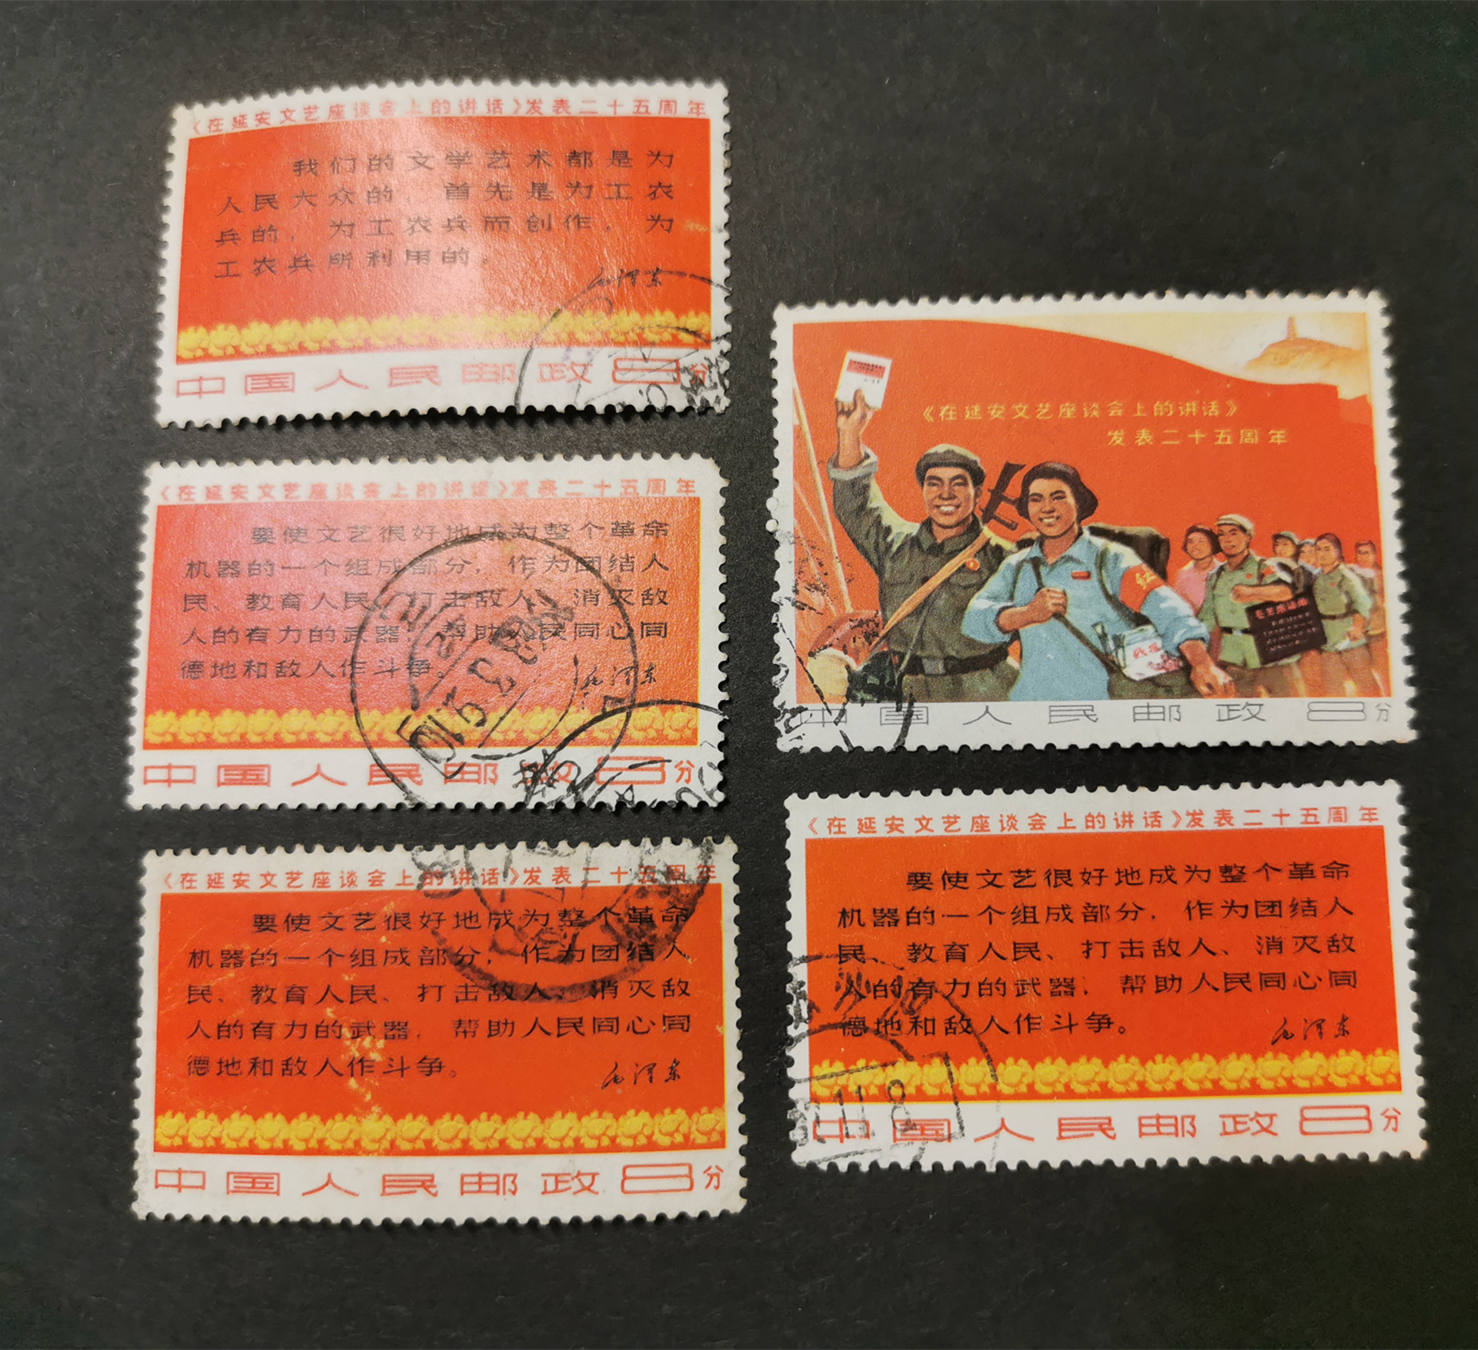 《在延安文艺座谈会上的讲话》发表二十五周年
我们的文学艺术都是为
人民大众的，首先是为工农
兵的，为工农兵而创作，为
工农兵所利用的。
毛泽东
中国人民邮政8分
《在延安文艺座谈会上的讲话》发表二十五周年
要使文艺很好地成为整个革命
机器的一个组成部分，作为团结人
民、教育人民、打击敌人、消灭敌
人的有力的武器，帮助人民同心同
德地和敌人作斗争。
毛泽东
中国人民邮政8分
《在延安文艺座谈会上的讲话》发表二十五周年
要使文艺很好地成为整个革命
机器的一个组成部分，作为团结人
民、教育人民、打击敌人、消灭敌
人的有力的武器，帮助人民同心同
德地和敌人作斗争。
毛泽东
中国人民邮政8分
《在延安文艺座谈会上的讲话》
发表二十五周年
红
中国人民邮政8分
《在延安文艺座谈会上的讲话》发表二十五周年
要使文艺很好地成为整个革命
机器的一个组成部分，作为团结人
民、教育人民、打击敌人、消灭敌
人的有力的武器，帮助人民同心同
德地和敌人作斗争。
毛泽东
中国人民邮政8分